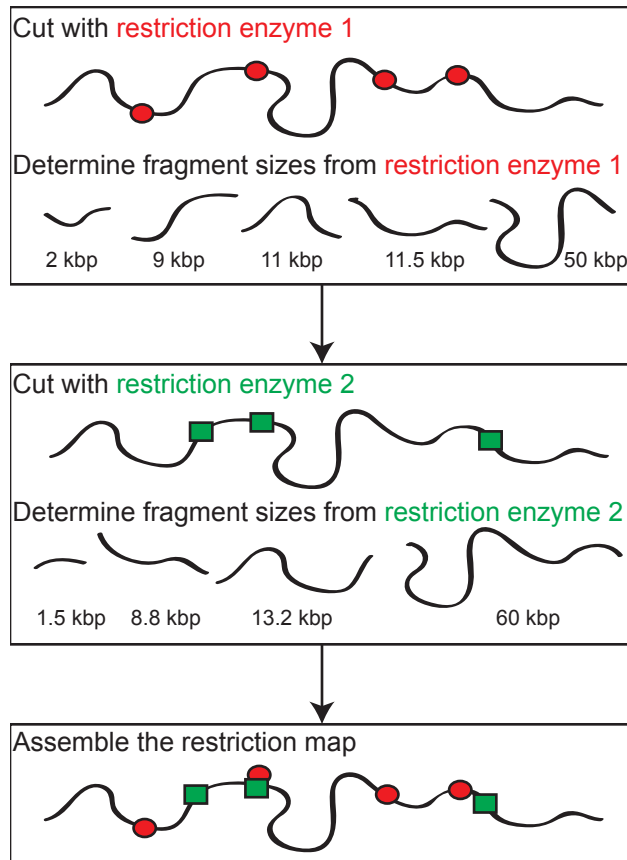 Cut with restriction enzyme 1
Determine fragment sizes from restriction enzyme 1
2 kbp 9 kbp 11 kbp 11.5 kbp 50 kbp
Cut with restriction enzyme 2
Determine fragment sizes from restriction enzyme 2
1.5 kbp 8.8 kbp 13.2 kbp 60 kbp
Assemble the restriction map